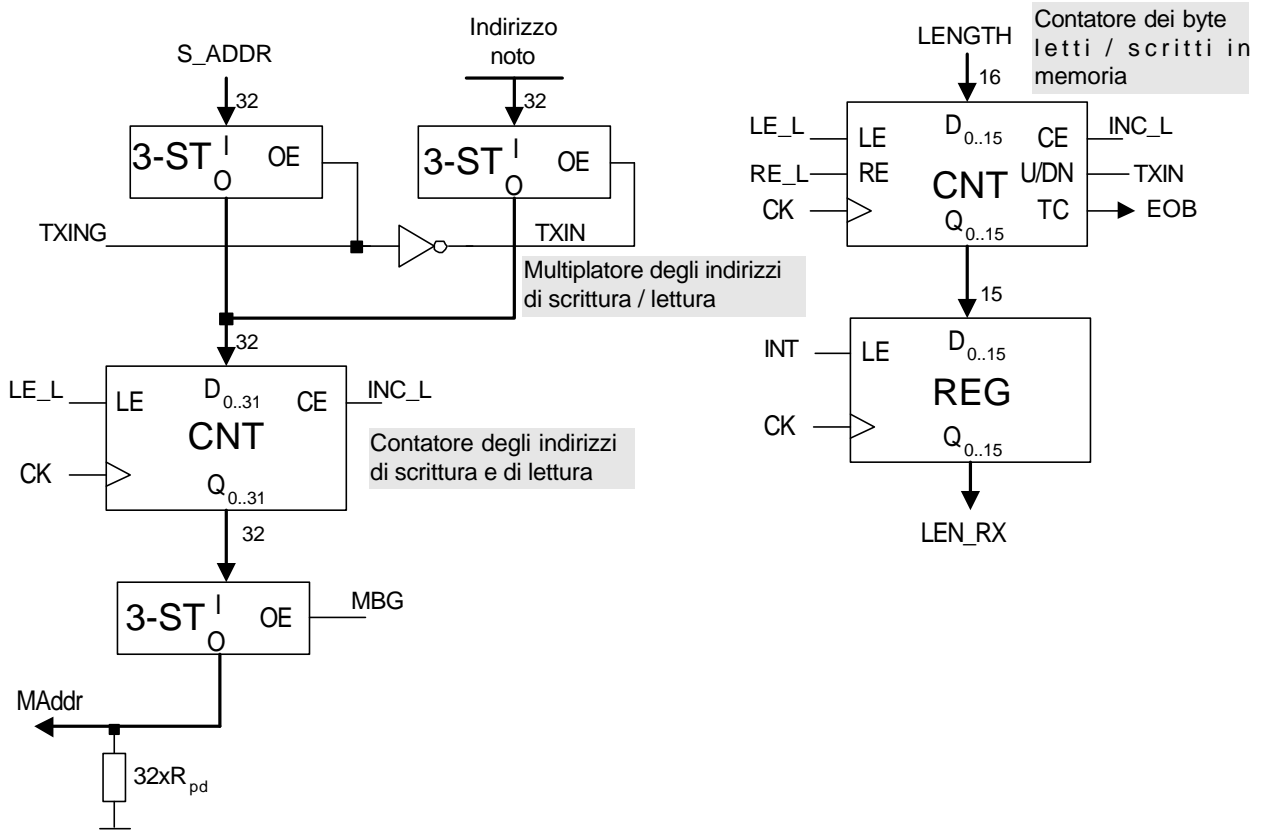 S_ADDR
32
3-ST
I
O
OE
Indirizzo
noto
32
3-ST
I
O
OE
TXING
TXIN
Multiplatore degli indirizzi
di scrittura / lettura
32
LE_L
LE
D0..31
CE
INC_L
CNT
CK
Q0..31
Contatore degli indirizzi
di scrittura e di lettura
32
3-ST
I
O
OE
MBG
MAddr
32xRpd
LENGTH
16
Contatore dei byte
letti / scritti in
memoria
LE_L
LE
D0..15
CE
INC_L
RE_L
RE
CNT
U/DN
TXIN
CK
Q0..15
TC
EOB
15
INT
LE
D0..15
REG
CK
Q0..15
LEN_RX